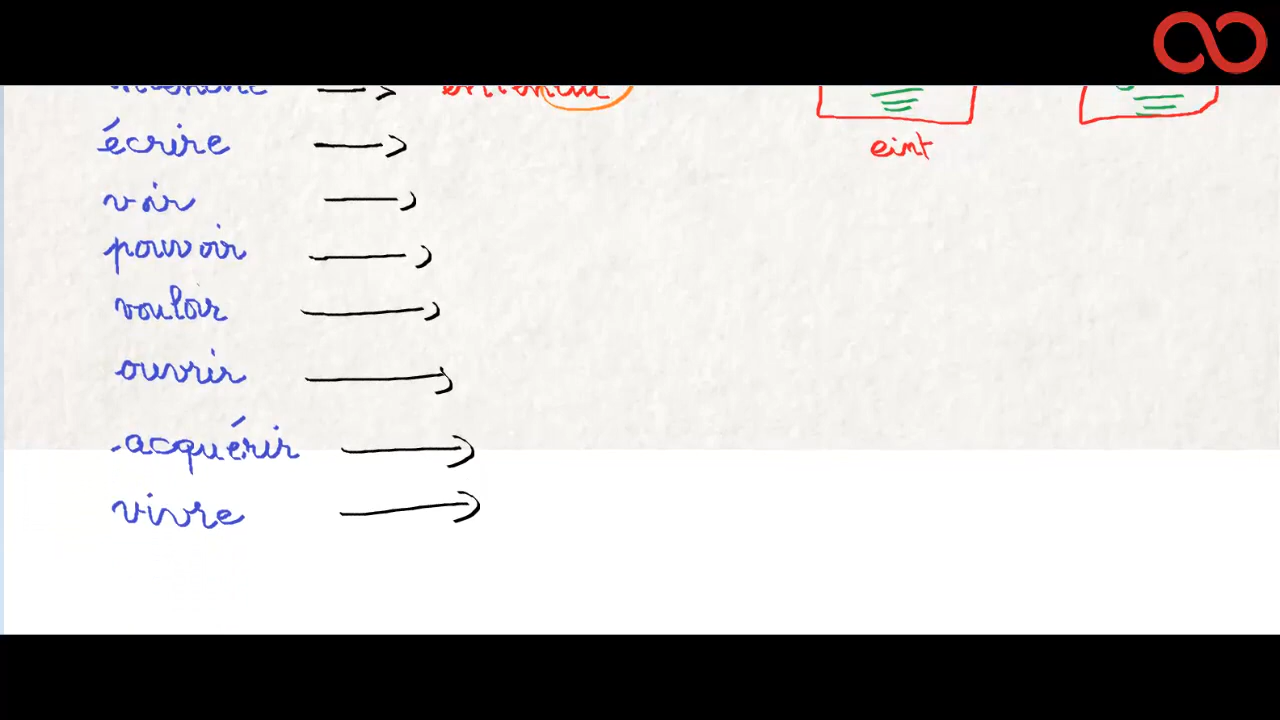 eint
écrire
voir
pouvoir
vouloir
ouvrir
acquérir
vivre